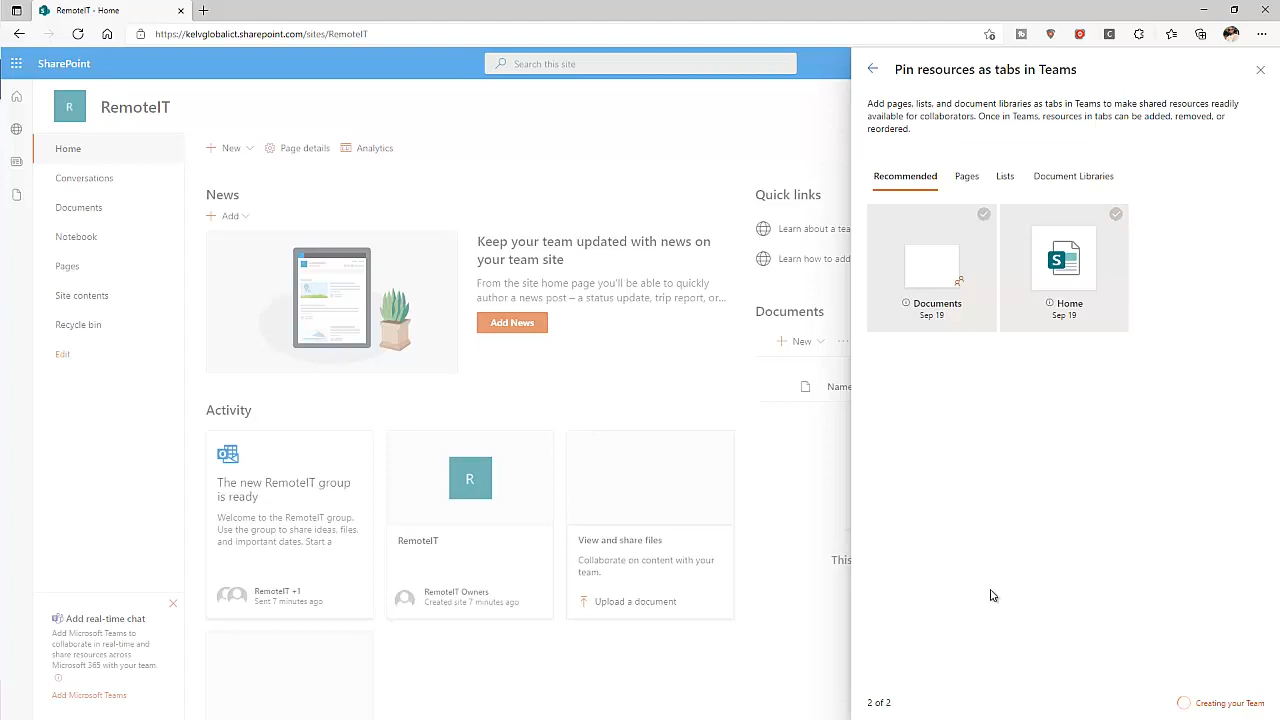 RemoteIT - Home
https://kelvglobalict.sharepoint.com/sites/RemoteIT
SharePoint
Search this site
R
RemoteIT
Home
Conversations
Documents
Notebook
Pages
Site contents
Recycle bin
Edit
Add real-time chat
Add Microsoft Teams to
collaborate in real-time and
share resources across
Microsoft 365 with your team.
Add Microsoft Teams
New
Page details
Analytics
News
Add
Keep your team updated with news on
your team site
From the site home page you'll be able to quickly
author a news post – a status update, trip report, or...
Add News
Activity
The new RemoteIT group
is ready
Welcome to the RemoteIT group.
Use the group to share ideas, files,
and important dates. Start a
RemoteIT +1
Sent 7 minutes ago
R
RemoteIT
RemoteIT Owners
Created site 7 minutes ago
View and share files
Collaborate on content with your
team.
Upload a document
Quick links
Learn about a tea
Learn how to add
Documents
New
Name
This
Pin resources as tabs in Teams
Add pages, lists, and document libraries as tabs in Teams to make shared resources readily
available for collaborators. Once in Teams, resources in tabs can be added, removed, or
reordered.
Recommended
Pages
Lists
Document Libraries
Documents
Sep 19
S
Home
Sep 19
2 of 2
Creating your Team